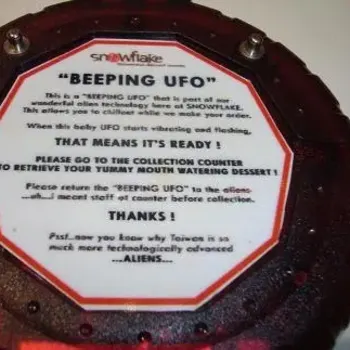 snowflake
"BEEPING UFO"
This is a "BEEPING UFO" that is part of our
wonderful alien technology here at SNOWFLAKE.
This allows you to chillout while we make your order.
When this baby UFO starts vibrating and flashing,
THAT MEANS IT'S READY !
PLEASE GO TO THE COLLECTION COUNTER
TO RETRIEVE YOUR YUMMY MOUTH WATERING DESSERT !
Please return the "BEEPING UFO" to the aliens
...uh...i meant staff at counter before collection.
THANKS !
Psst..now you know why Taiwan is so
much more technologically advanced
...ALIENS...